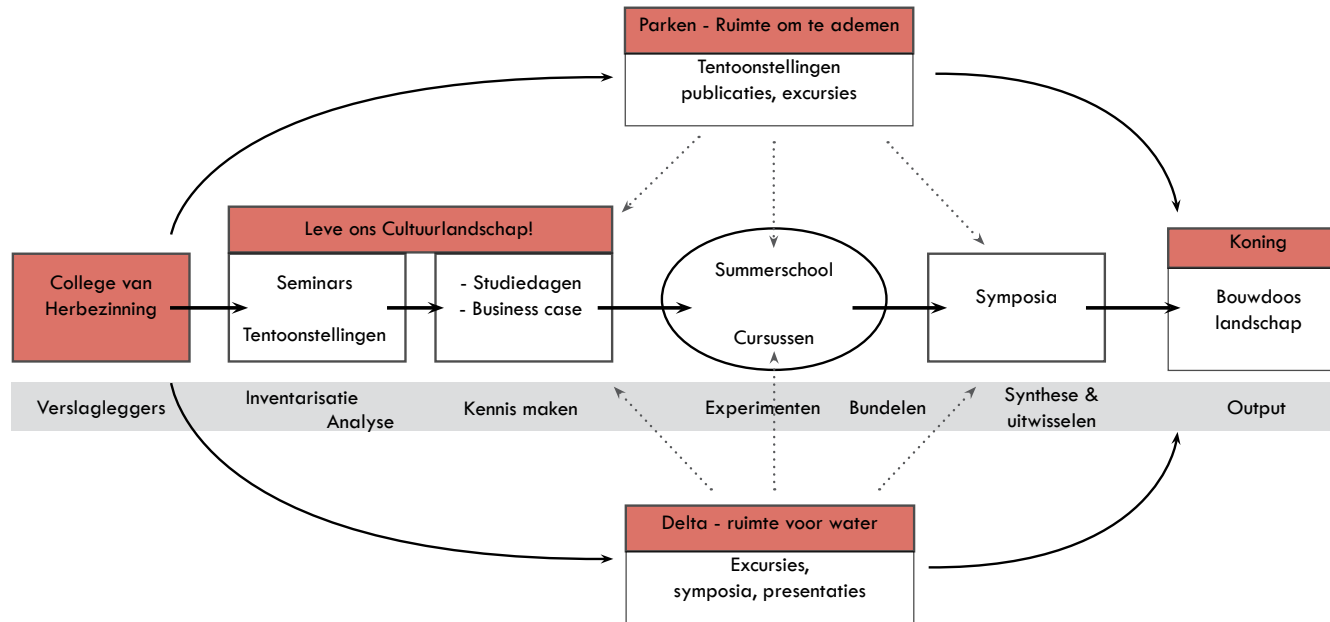 Parken - Ruimte om te ademen
Tentoonstellingen
publicaties, excursies
Leve ons Cultuurlandschap!
College van
Herbezinning
Seminars
Tentoonstellingen
- Studiedagen
- Business case
Summerschool
Cursussen
Symposia
Koning
Bouwdoos
landschap
Verslagleggers
Inventarisatie
Analyse
Kennis maken
Experimenten
Bundelen
Synthese &
uitwisselen
Output
Delta - ruimte voor water
Excursies,
symposia, presentaties